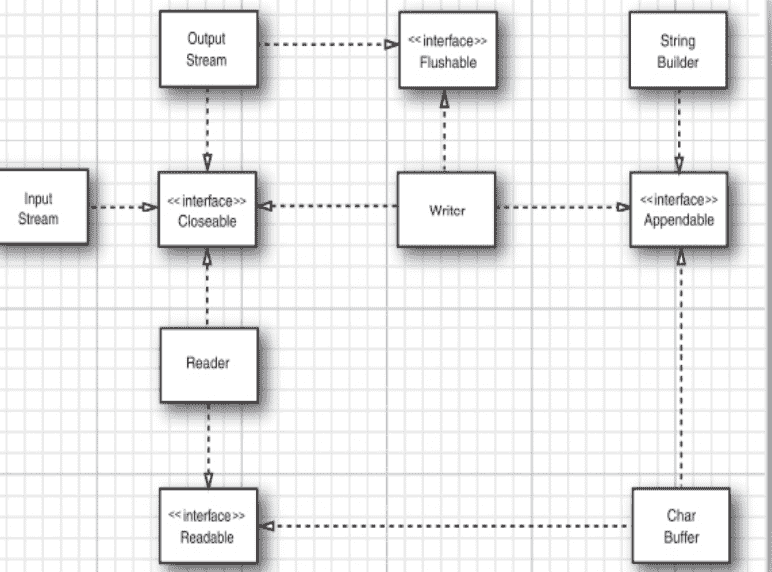 Output
Stream
<<interface>>
Flushable
String
Builder
Input
Stream
<<interface>>
Closeable
Writer
<<interface>>
Appendable
Reader
<<interface>>
Readable
Char
Buffer